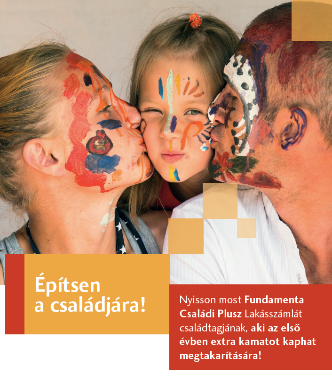 Építsen
a családjára!
Nyisson most Fundamenta
Családi Plusz Lakásszámlát
családtagjának, aki az első
évben extra kamatot kaphat
megtakarítására!